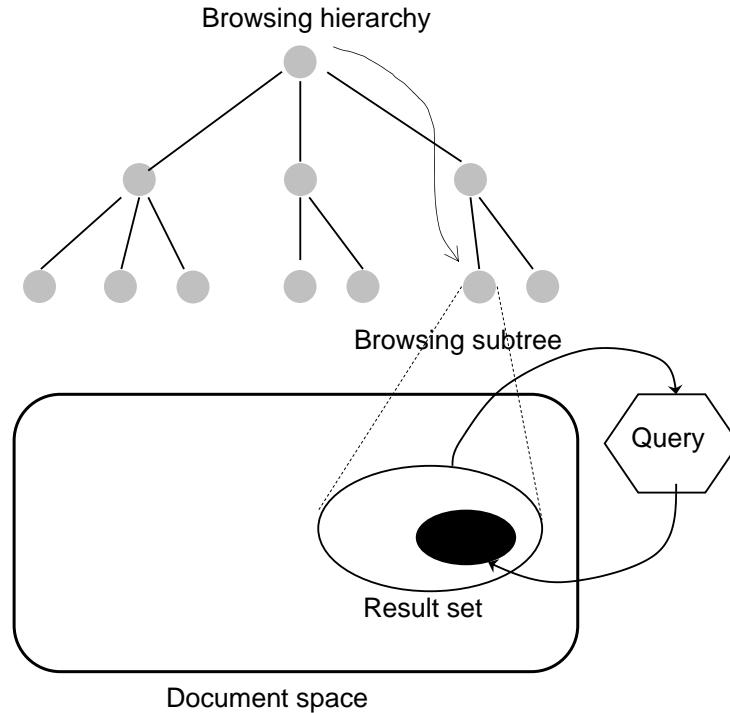 Browsing hierarchy
Browsing subtree
Query
Result set
Document space